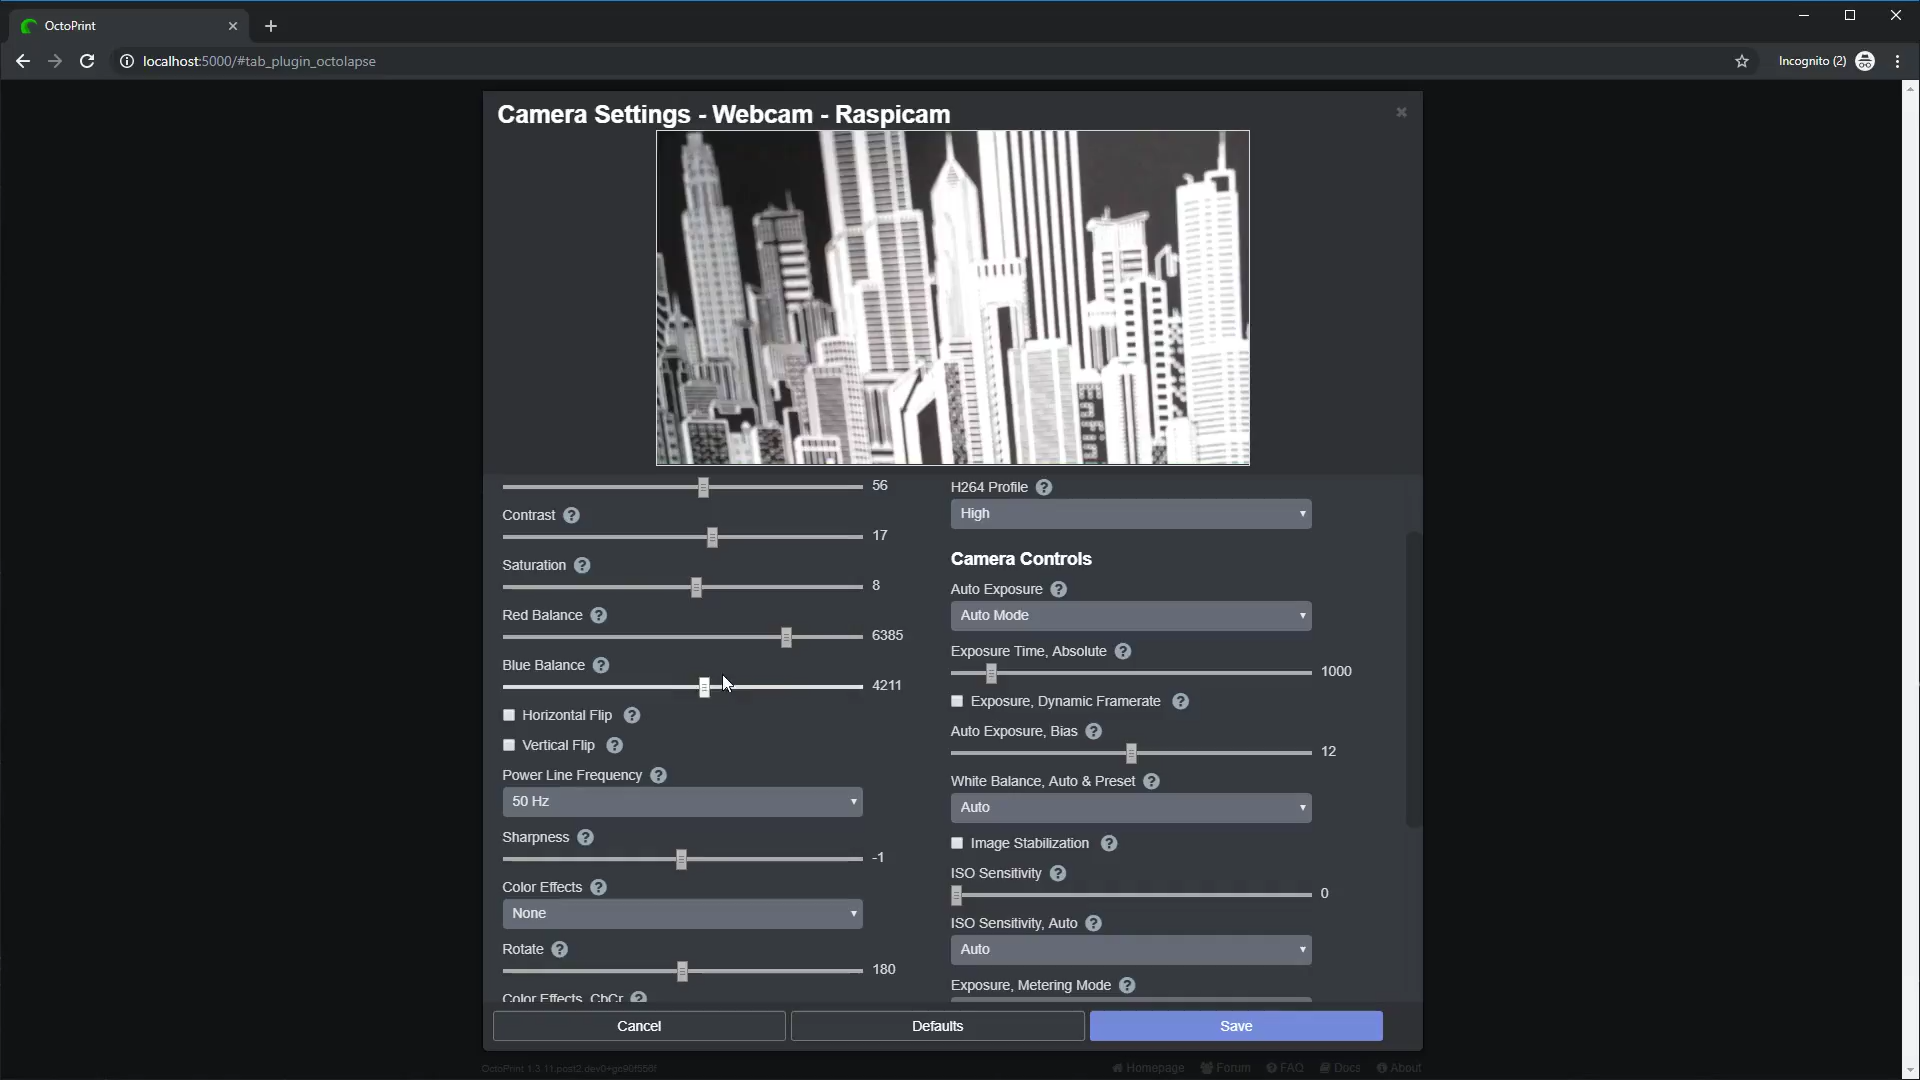 OctoPrint
localhost:5000/#tab_plugin_octolapse
Incognito (2)
Camera Settings - Webcam - Raspicam
56
Contrast
17
Saturation
8
Red Balance
6385
Blue Balance
4211
Horizontal Flip
Vertical Flip
Power Line Frequency
50 Hz
Sharpness
-1
Color Effects
None
Rotate
180
Color Effects, CbCr
H264 Profile
High
Camera Controls
Auto Exposure
Auto Mode
Exposure Time, Absolute
1000
Exposure, Dynamic Framerate
Auto Exposure, Bias
12
White Balance, Auto & Preset
Auto
Image Stabilization
ISO Sensitivity
0
ISO Sensitivity, Auto
Auto
Exposure, Metering Mode
Cancel
Defaults
Save
Homepage Forum FAQ Docs About